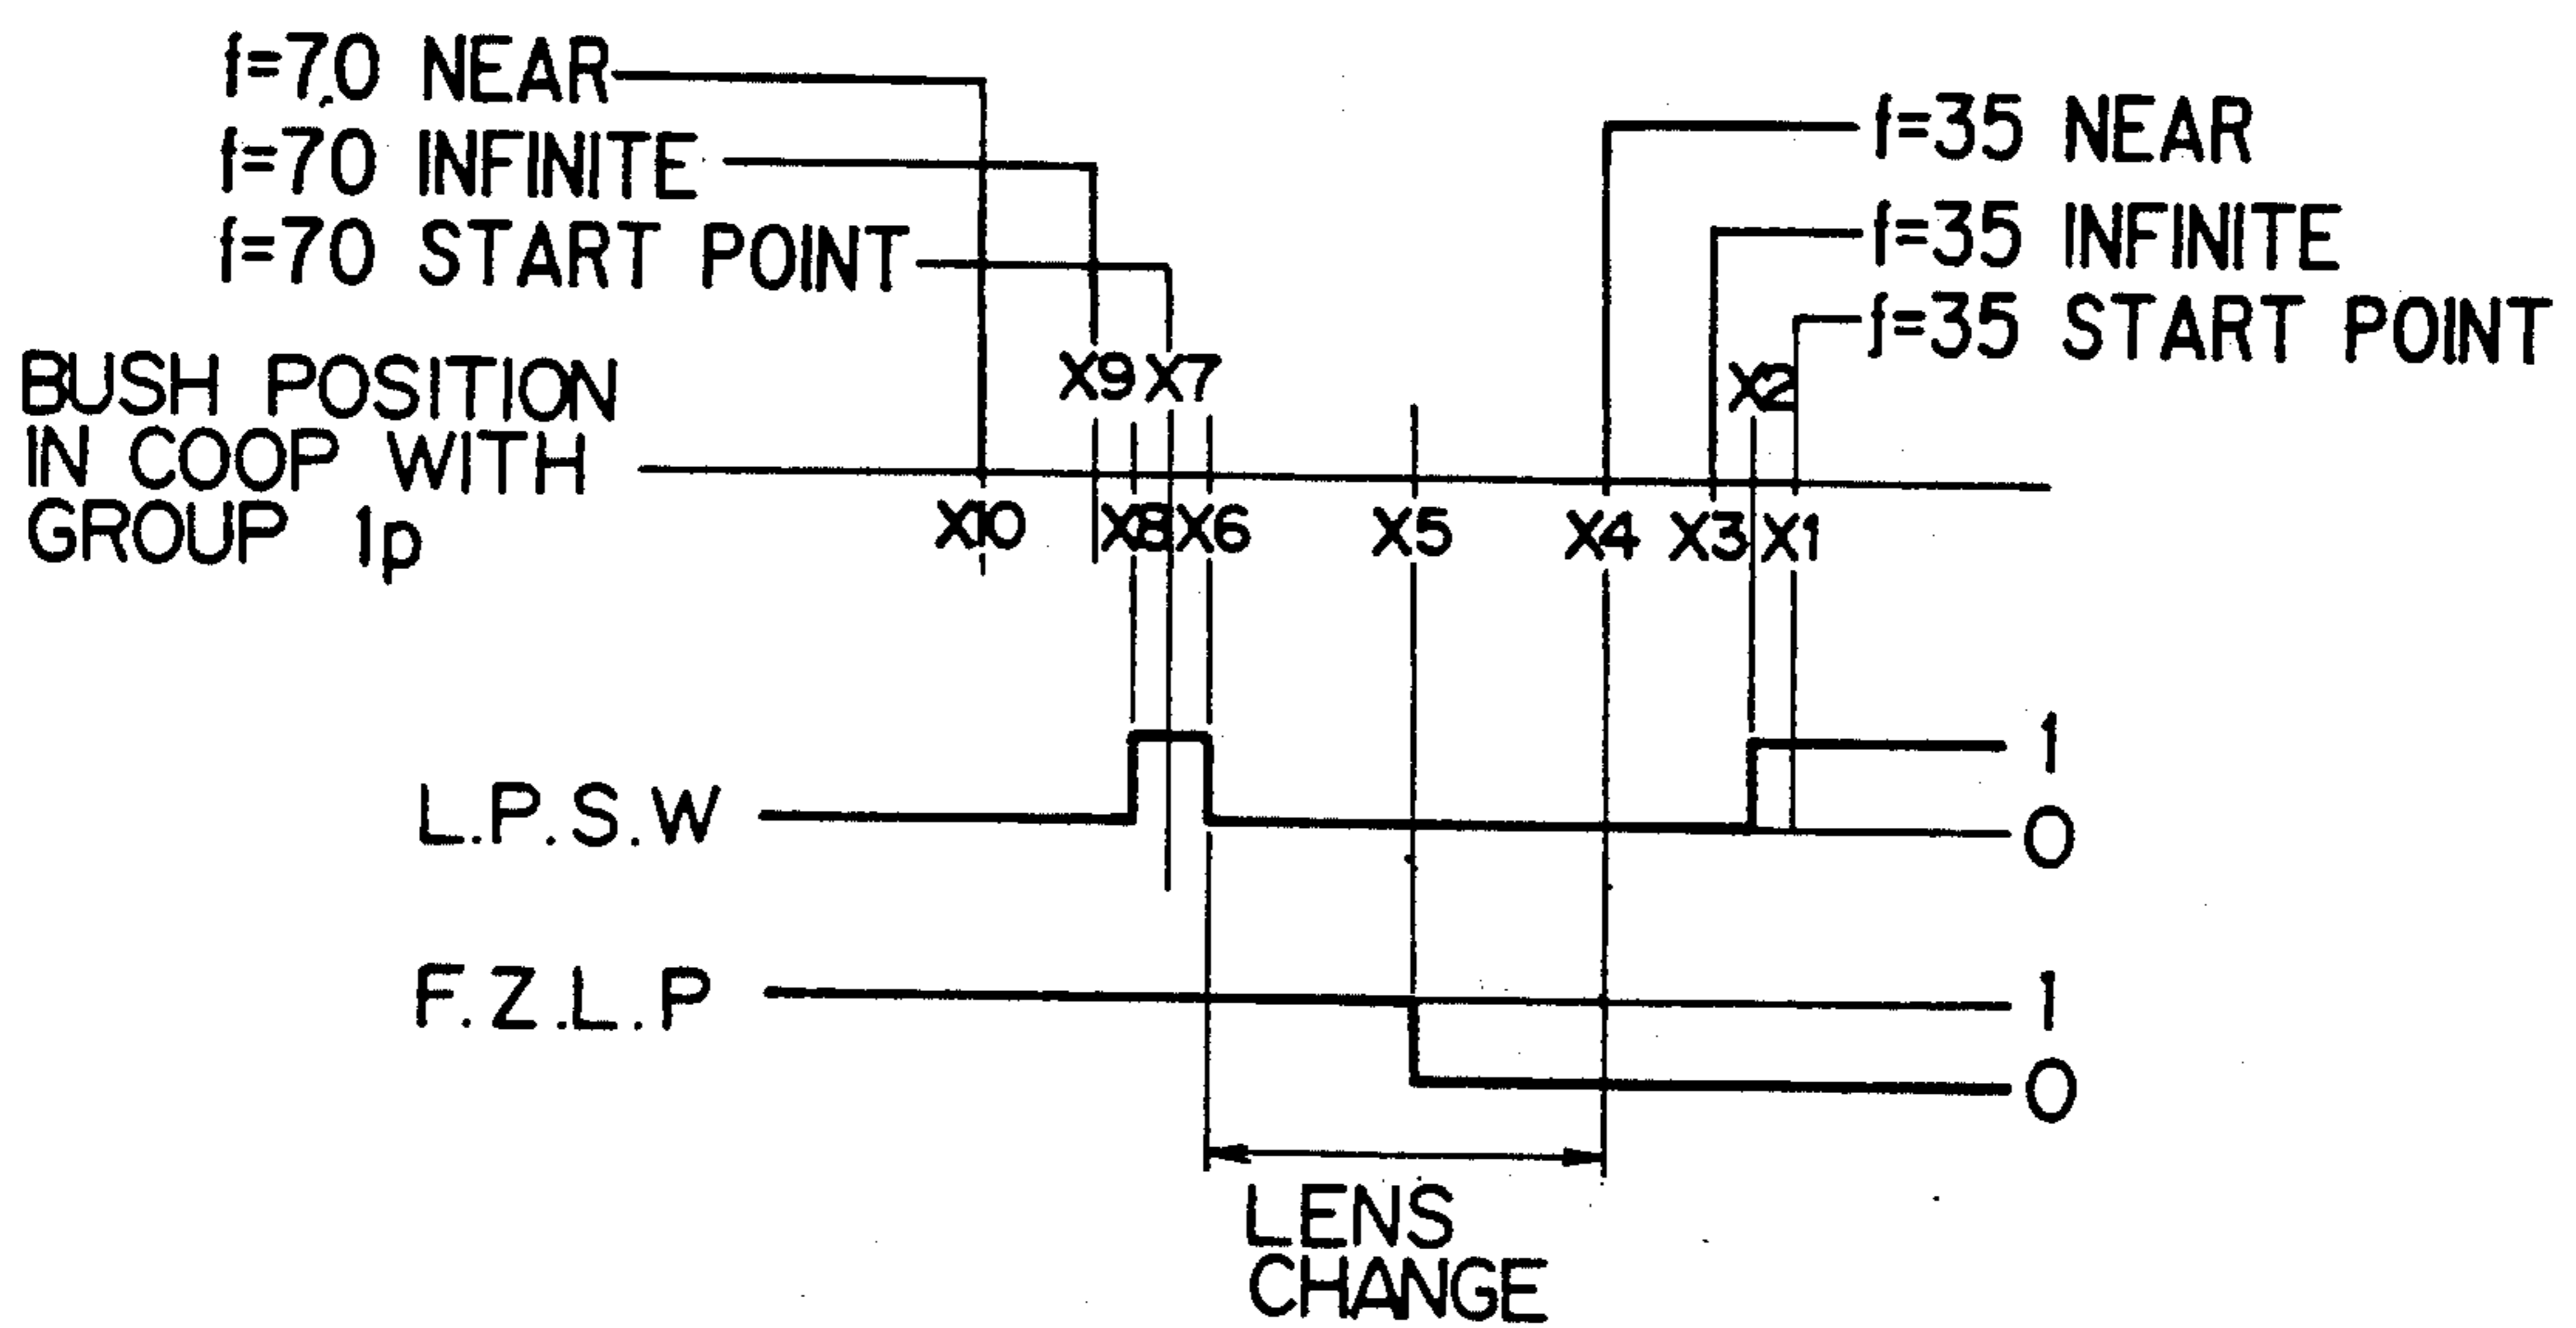 f=70 NEAR
f=70 INFINITE
f=70 START POINT
f=35 NEAR
f=35 INFINITE
f=35 START POINT
BUSH POSITION
IN COOP WITH
GROUP 1p
X9 X7 X2
X10 X8 X6 X5 X4 X3 X1
L.P.S.W
1
0
F.Z.L.P
1
0
LENS
CHANGE